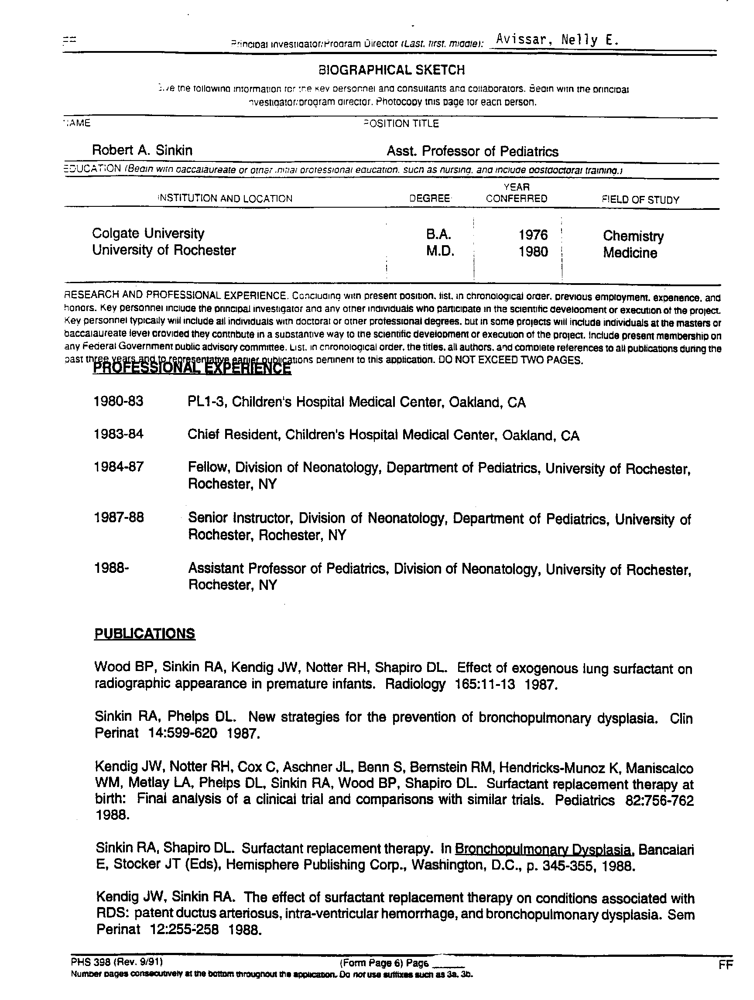 Principal Investigator/Program Director (Last, first, middle): Avissar, Nelly E.
BIOGRAPHICAL SKETCH
Give the following information for the key personnel and consultants and collaborators. Begin with the principal
investigator/program director. Photocopy this page for each person.
NAME POSITION TITLE
Robert A. Sinkin Asst. Professor of Pediatrics
EDUCATION (Begin with baccalaureate or other initial professional education, such as nursing, and include postdoctoral training.)
INSTITUTION AND LOCATION DEGREE YEAR CONFERRED FIELD OF STUDY
Colgate University B.A. 1976 Chemistry
University of Rochester M.D. 1980 Medicine
RESEARCH AND PROFESSIONAL EXPERIENCE. Concluding with present position, list, in chronological order, previous employment, experience, and
honors. Key personnel include the principal investigator and any other individuals who participate in the scientific development or execution of the project.
Key personnel typically will include all individuals with doctoral or other professional degrees, but in some projects will include individuals at the masters or
baccalaureate level provided they contribute in a substantive way to the scientific development or execution of the project. Include present membership on
any Federal Government public advisory committee. List, in chronological order, the titles, all authors, and complete references to all publications during the
past three years and to representative earlier publications pertinent to this application. DO NOT EXCEED TWO PAGES.
PROFESSIONAL EXPERIENCE
1980-83 PL1-3, Children's Hospital Medical Center, Oakland, CA
1983-84 Chief Resident, Children's Hospital Medical Center, Oakland, CA
1984-87 Fellow, Division of Neonatology, Department of Pediatrics, University of Rochester,
Rochester, NY
1987-88 Senior Instructor, Division of Neonatology, Department of Pediatrics, University of
Rochester, Rochester, NY
1988- Assistant Professor of Pediatrics, Division of Neonatology, University of Rochester,
Rochester, NY
PUBLICATIONS
Wood BP, Sinkin RA, Kendig JW, Notter RH, Shapiro DL. Effect of exogenous lung surfactant on
radiographic appearance in premature infants. Radiology 165:11-13 1987.
Sinkin RA, Phelps DL. New strategies for the prevention of bronchopulmonary dysplasia. Clin
Perinat 14:599-620 1987.
Kendig JW, Notter RH, Cox C, Aschner JL, Benn S, Bernstein RM, Hendricks-Munoz K, Maniscalco
WM, Metlay LA, Phelps DL, Sinkin RA, Wood BP, Shapiro DL. Surfactant replacement therapy at
birth: Final analysis of a clinical trial and comparisons with similar trials. Pediatrics 82:756-762
1988.
Sinkin RA, Shapiro DL. Surfactant replacement therapy. In Bronchopulmonary Dysplasia, Bancalari
E, Stocker JT (Eds), Hemisphere Publishing Corp., Washington, D.C., p. 345-355, 1988.
Kendig JW, Sinkin RA. The effect of surfactant replacement therapy on conditions associated with
RDS: patent ductus arteriosus, intra-ventricular hemorrhage, and bronchopulmonary dysplasia. Sem
Perinat 12:255-258 1988.
PHS 398 (Rev. 9/91) (Form Page 6) Page ____ FF
Number pages consecutively at the bottom throughout the application. Do not use suffixes such as 3a, 3b.